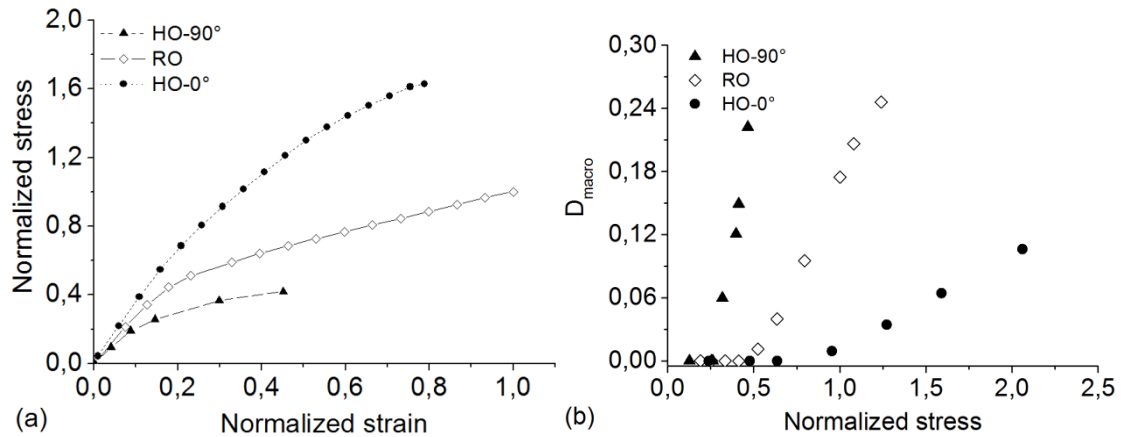 2,0
1,6
1,2
0,8
0,4
0,0
Normalized stress
HO-90°
RO
HO-0°
0,0 0,2 0,4 0,6 0,8 1,0
Normalized strain
(a)
0,30
0,24
0,18
0,12
0,06
0,00
Dmacro
HO-90°
RO
HO-0°
0,0 0,5 1,0 1,5 2,0 2,5
Normalized stress
(b)